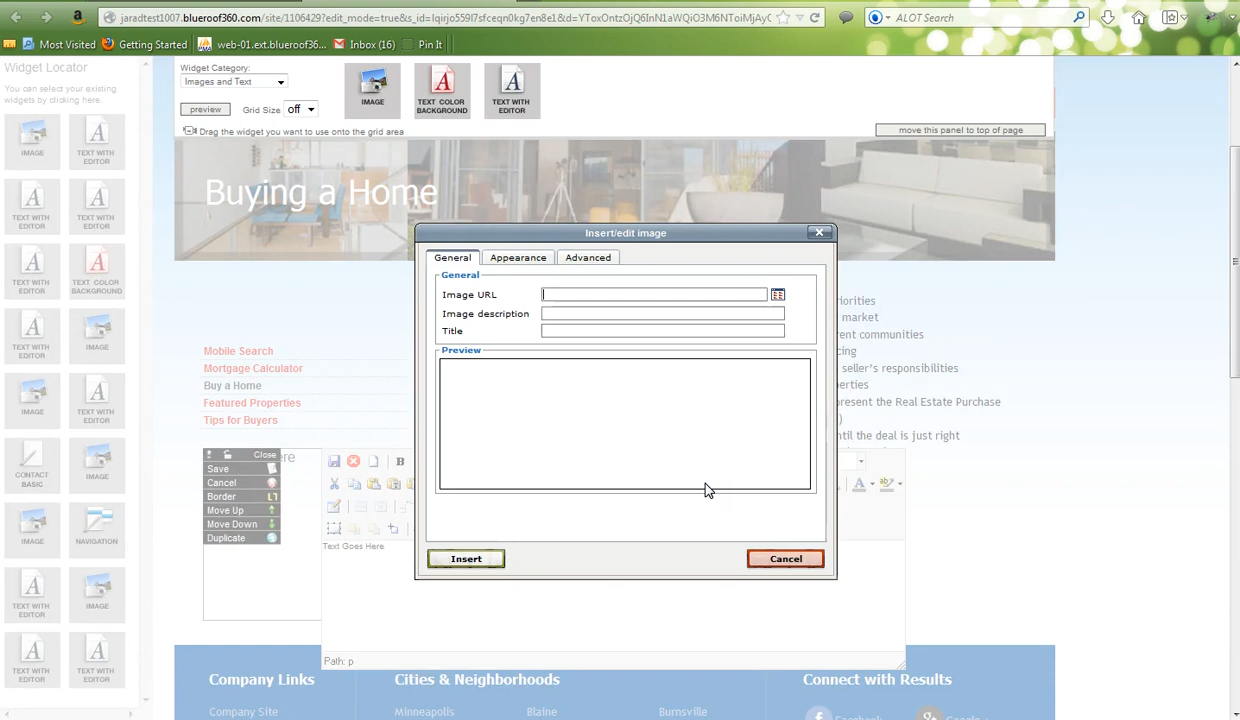 jaradtest1007.blueroof360.com/site/1106429?edit_mode=true&s_id=
ALOT Search
Most Visited
Getting Started
web-01.ext.blueroof36...
Inbox (16)
Pin It
Widget Locator
You can select your existing
widgets by clicking here.
IMAGE
TEXT WITH
EDITOR
TEXT WITH
EDITOR
TEXT WITH
EDITOR
TEXT WITH
EDITOR
TEXT COLOR
BACKGROUND
TEXT WITH
EDITOR
IMAGE
IMAGE
TEXT WITH
EDITOR
CONTACT
BASIC
IMAGE
IMAGE
NAVIGATION
TEXT WITH
EDITOR
IMAGE
TEXT WITH
EDITOR
TEXT WITH
EDITOR
Widget Category:
Images and Text
preview
Grid Size
off
IMAGE
TEXT COLOR
BACKGROUND
TEXT WITH
EDITOR
Drag the widget you want to use onto the grid area
move this panel to top of page
Buying a Home
Insert/edit image
General
Appearance
Advanced
General
Image URL
Image description
Title
Preview
Insert
Cancel
Mobile Search
Mortgage Calculator
Buy a Home
Featured Properties
Tips for Buyers
orities
market
rent communities
cing
seller's responsibilities
erties
present the Real Estate Purchase
)
ntil the deal is just right
Close
ere
Save
Cancel
Border
Move Up
Move Down
Duplicate
B
Text Goes Here
Path: p
Company Links
Cities & Neighborhoods
Connect with Results
Company Site
Minneapolis
Blaine
Burnsville
Facebook
Google+